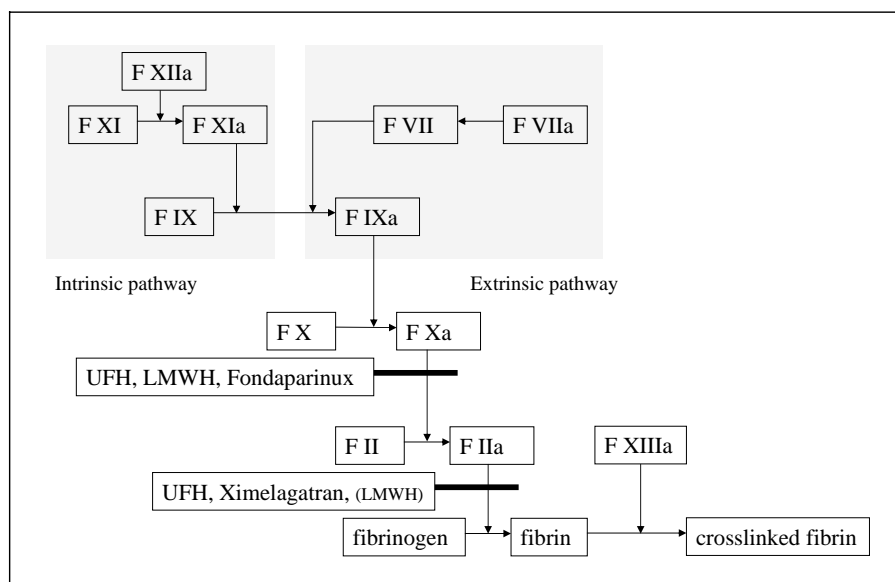 F XIIa
F XI
F XIa
F VII
F VIIa
F IX
F IXa
Intrinsic pathway
Extrinsic pathway
F X
F Xa
UFH, LMWH, Fondaparinux
F II
F IIa
F XIIIa
UFH, Ximelagatran, (LMWH)
fibrinogen
fibrin
crosslinked fibrin